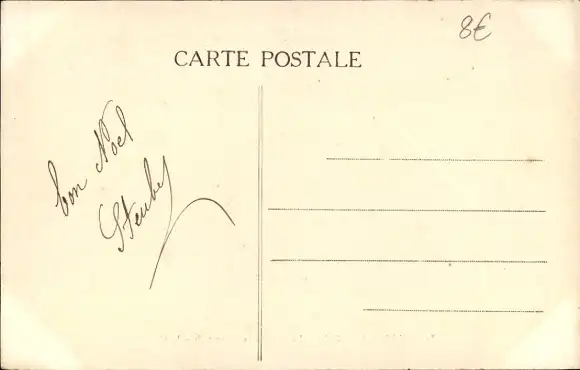 8€
CARTE POSTALE
bon Noël